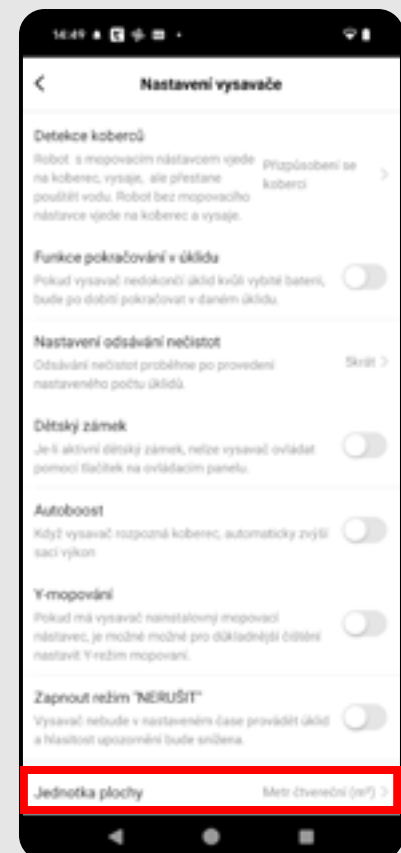 14:49
Nastavení vysavače
Detekce koberců
Robot s mopovacím nástavcem vjede
na koberec, vysaje, ale přestane
pouštět vodu. Robot bez mopovacího
nástavce vjede na koberec a vysaje.
Přizpůsobení se
koberci
Funkce pokračování v úklidu
Pokud vysavač nedokončí úklid kvůli vybité baterii,
bude po dobití pokračovat v daném úklidu.
Nastavení odsávání nečistot
Odsávání nečistot proběhne po provedení
nastaveného počtu úklidů.
Skrýt
Dětský zámek
Je-li aktivní dětský zámek, nelze vysavač ovládat
pomocí tlačítek na ovládacím panelu.
Autoboost
Když vysavač rozpozná koberec, automaticky zvýší
sací výkon
Y-mopování
Pokud má vysavač nainstalovný mopovací
nástavec, je možné možné pro důkladnější čištění
nastavit Y-režim mopovaní.
Zapnout režim "NERUŠIT"
Vysavač nebude v nastaveném čase provádět úklid
a hlasitost upozornění bude snížena.
Jednotka plochy
Metr čtvereční (m²)